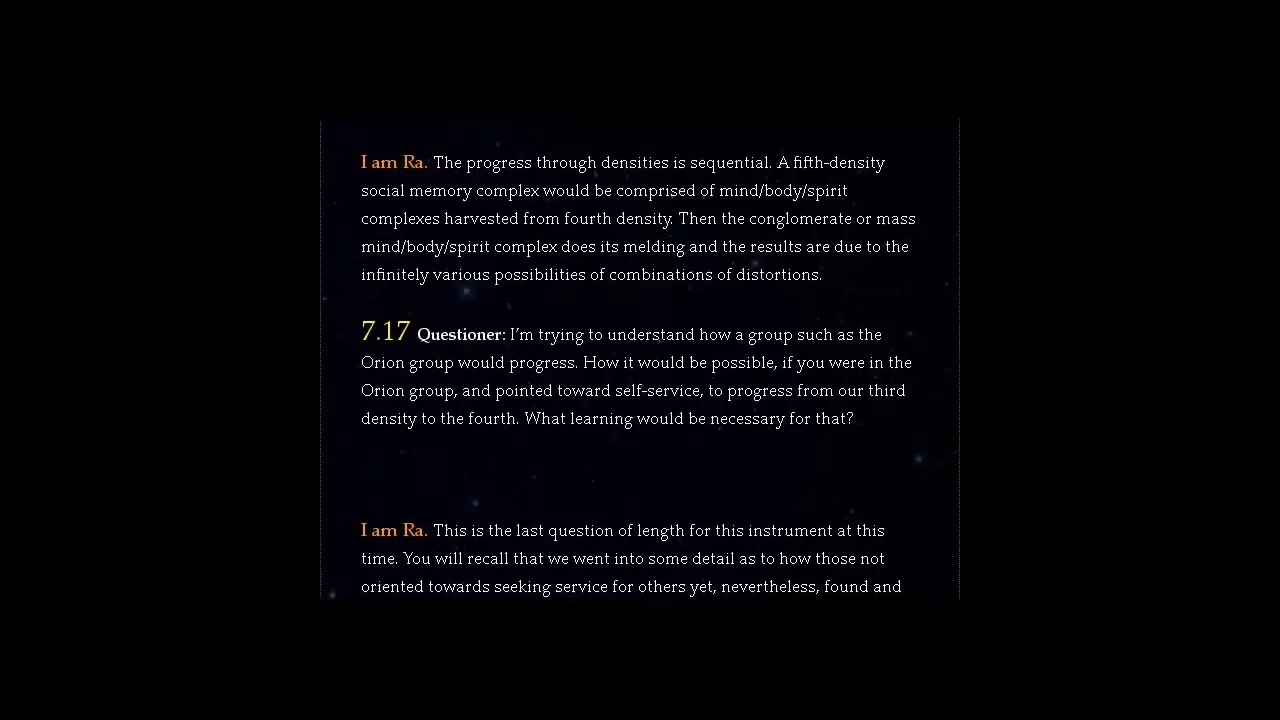 I am Ra. The progress through densities is sequential. A fifth-density
social memory complex would be comprised of mind/body/spirit
complexes harvested from fourth density. Then the conglomerate or mass
mind/body/spirit complex does its melding and the results are due to the
infinitely various possibilities of combinations of distortions.
7.17 Questioner: I'm trying to understand how a group such as the
Orion group would progress. How it would be possible, if you were in the
Orion group, and pointed toward self-service, to progress from our third
density to the fourth. What learning would be necessary for that?
I am Ra. This is the last question of length for this instrument at this
time. You will recall that we went into some detail as to how those not
oriented towards seeking service for others yet, nevertheless, found and